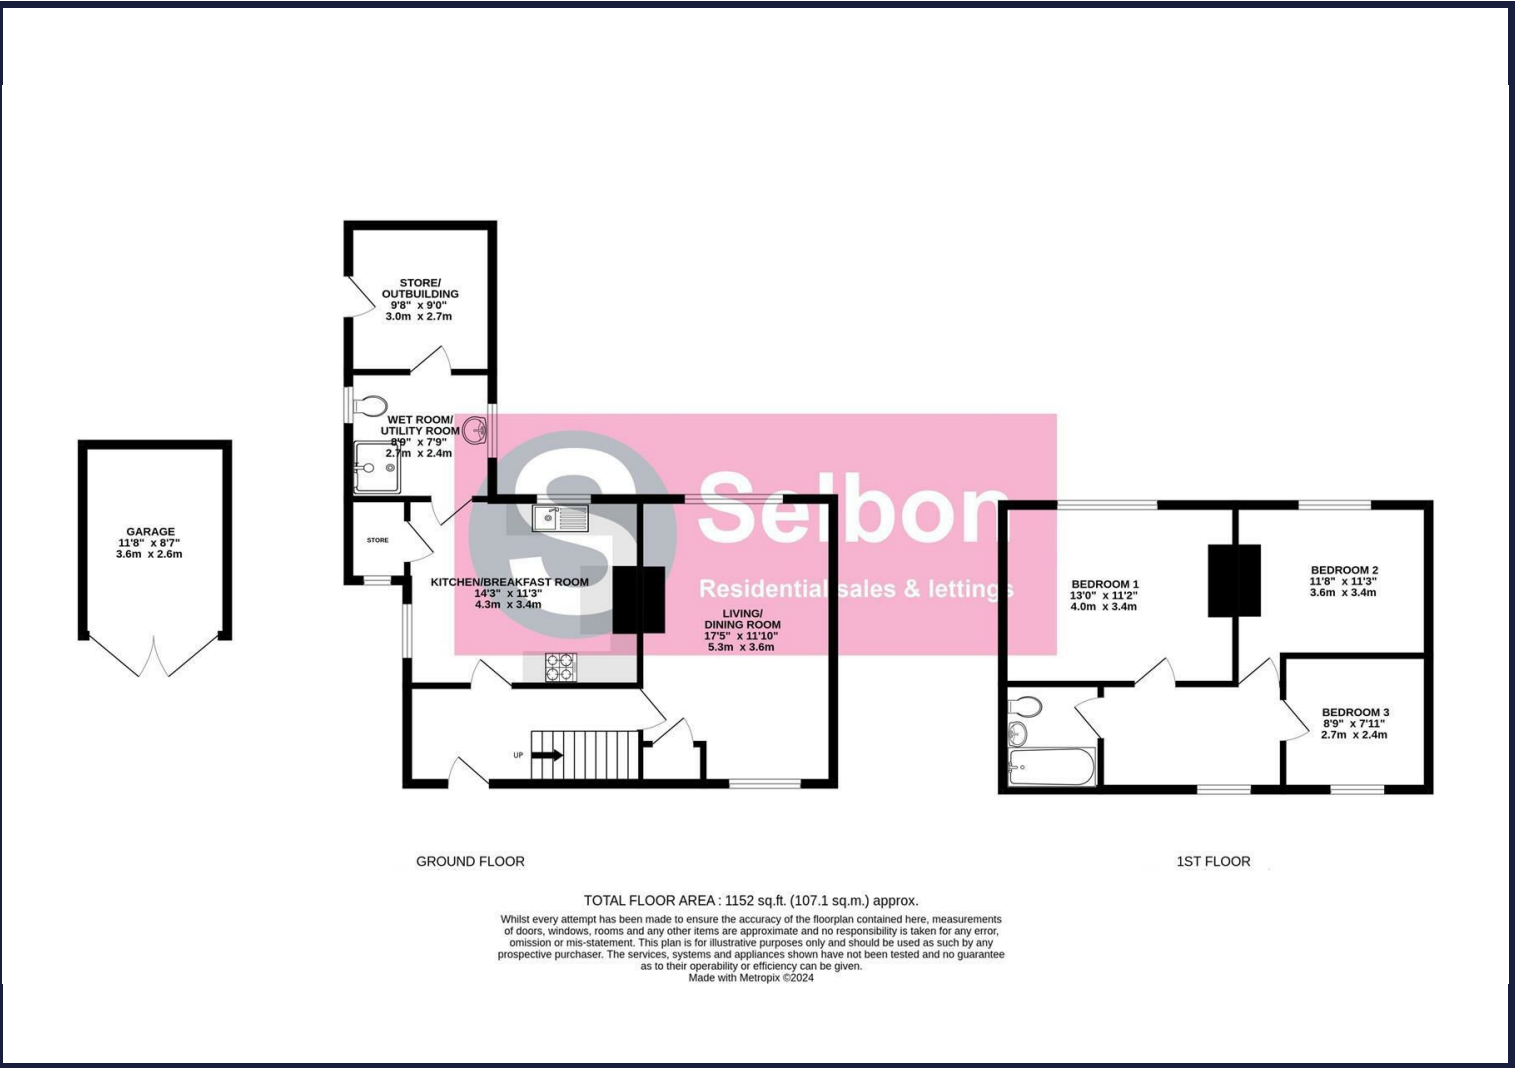 STORE/
OUTBUILDING
9'8" x 9'0"
3.0m x 2.7m
WET ROOM/
UTILITY ROOM
8'9" x 7'9"
2.7m x 2.4m
GARAGE
11'8" x 8'7"
3.6m x 2.6m
STORE
KITCHEN/BREAKFAST ROOM
14'3" x 11'3"
4.3m x 3.4m
LIVING/
DINING ROOM
17'5" x 11'10"
5.3m x 3.6m
UP
S
Selbon
Residential sales & lettings
BEDROOM 1
13'0" x 11'2"
4.0m x 3.4m
BEDROOM 2
11'8" x 11'3"
3.6m x 3.4m
BEDROOM 3
8'9" x 7'11"
2.7m x 2.4m
GROUND FLOOR
1ST FLOOR
TOTAL FLOOR AREA : 1152 sq.ft. (107.1 sq.m.) approx.
Whilst every attempt has been made to ensure the accuracy of the floorplan contained here, measurements
of doors, windows, rooms and any other items are approximate and no responsibility is taken for any error,
omission or mis-statement. This plan is for illustrative purposes only and should be used as such by any
prospective purchaser. The services, systems and appliances shown have not been tested and no guarantee
as to their operability or efficiency can be given.
Made with Metropix ©2024